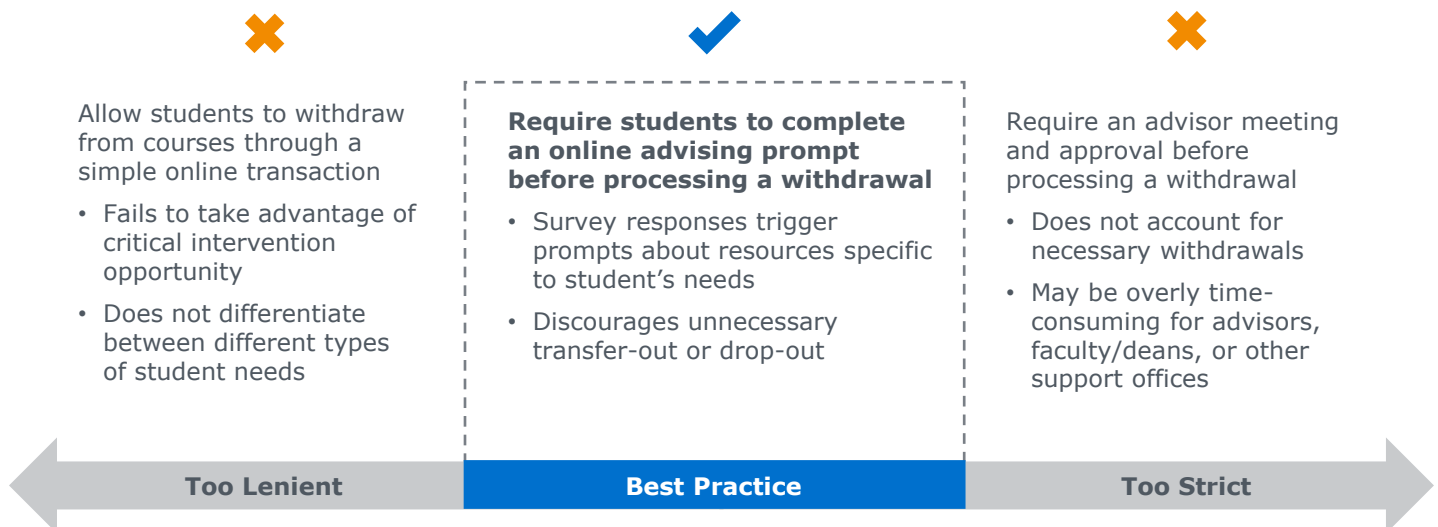 Allow students to withdraw
from courses through a
simple online transaction
• Fails to take advantage of
critical intervention
opportunity
• Does not differentiate
between different types
of student needs
Require students to complete
an online advising prompt
before processing a withdrawal
• Survey responses trigger
prompts about resources specific
to student’s needs
• Discourages unnecessary
transfer-out or drop-out
Require an advisor meeting
and approval before
processing a withdrawal
• Does not account for
necessary withdrawals
• May be overly time-
consuming for advisors,
faculty/deans, or other
support offices
Too Lenient
Best Practice
Too Strict